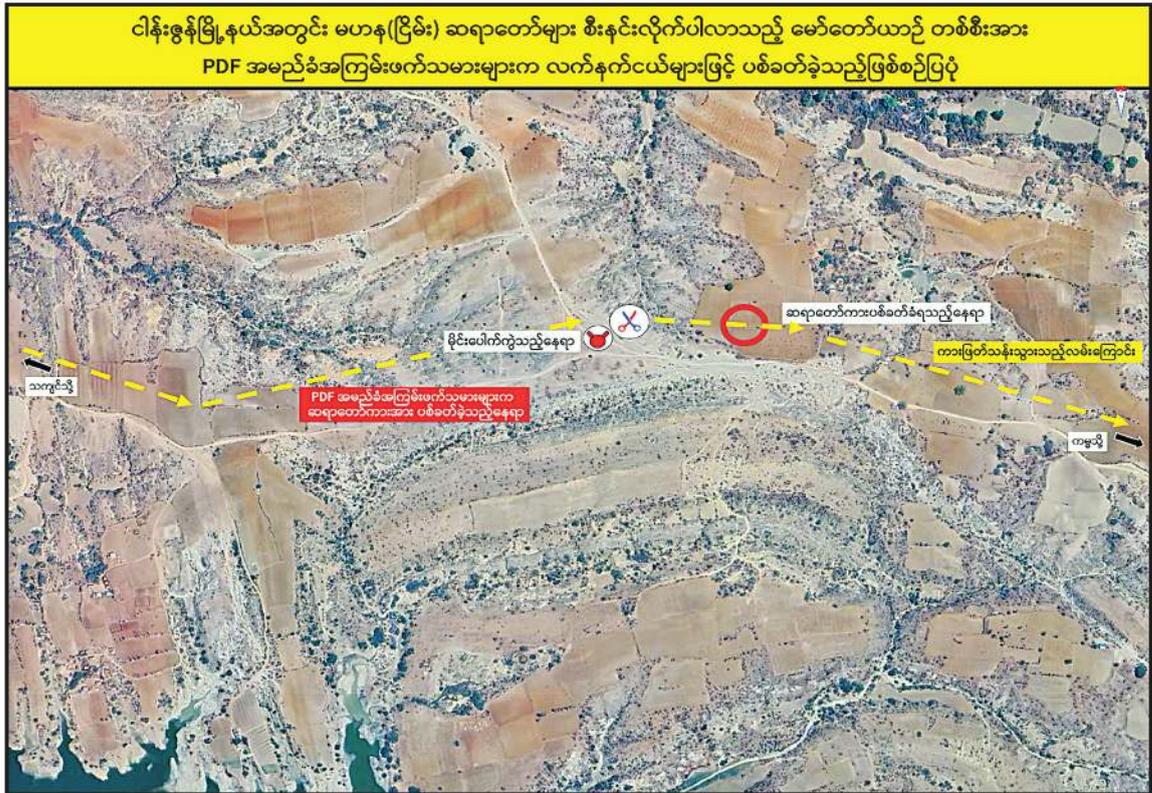 ငါန်းဇွန်မြို့နယ်အတွင်း မဟန(ငြိမ်း) ဆရာတော်များ စီးနင်းလိုက်ပါလာသည့် မော်တော်ယာဉ် တစ်စီးအား
PDF အမည်ခံအကြမ်းဖက်သမားများက လက်နက်ငယ်များဖြင့် ပစ်ခတ်ခဲ့သည့်ဖြစ်စဉ်ပြပုံ
ဆရာတော်ကားပစ်ခတ်ခံရသည့်နေရာ
မိုင်းပေါက်ကွဲသည့်နေရာ
ကားဖြတ်သန်းသွားသည့်လမ်းကြောင်း
သကျင်သို့
PDF အမည်ခံအကြမ်းဖက်သမားများက
ဆရာတော်ကားအား ပစ်ခတ်ခဲ့သည့်နေရာ
ကမ္ဗသို့